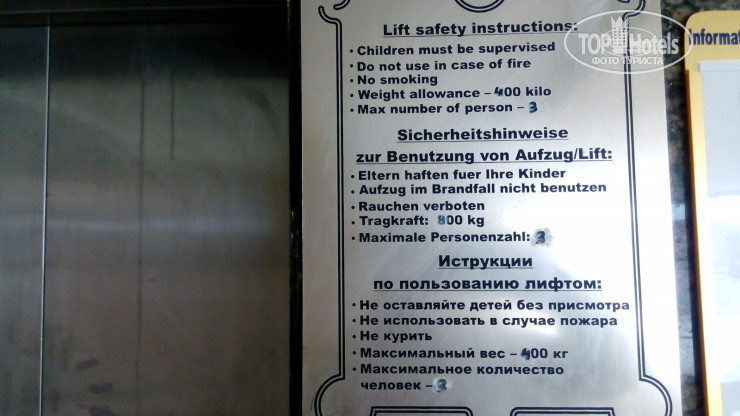 Lift safety instructions:
• Children must be supervised
• Do not use in case of fire
• No smoking
• Weight allowance – 400 kilo
• Max number of person – 3
Sicherheitshinweise
zur Benutzung von Aufzug/Lift:
• Eltern haften fuer Ihre Kinder
• Aufzug im Brandfall nicht benutzen
• Rauchen verboten
• Tragkraft: 800 kg
• Maximale Personenzahl: 3
Иструкции
по пользованию лифтом:
• Не оставляйте детей без присмотра
• Не использовать в случае пожара
• Не курить
• Максимальный вес – 400 кг
• Максимальное количество
человек – 3
TOP Hotels
ФОТО ТУРИСТА
Informat